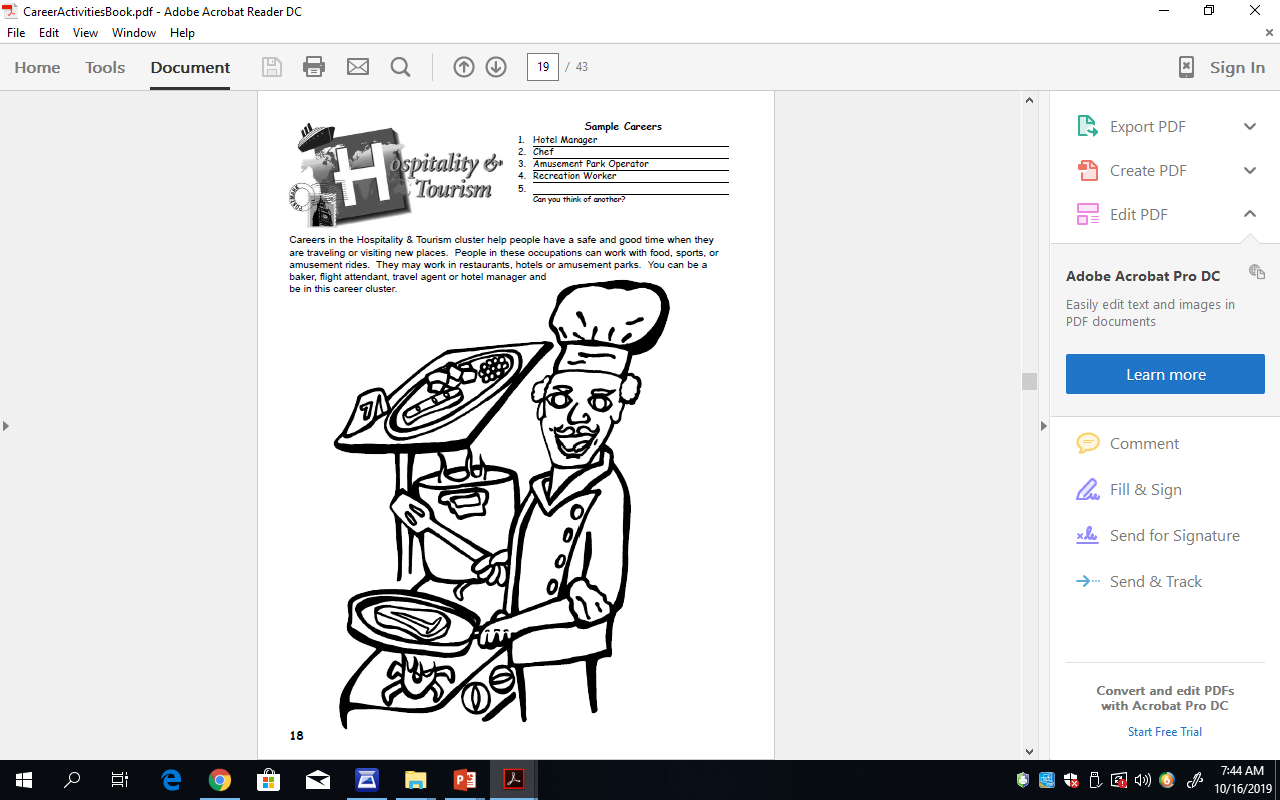 CareerActivitiesBook.pdf - Adobe Acrobat Reader DC
File Edit View Window Help
Home Tools Document 19 / 43 Sign In
Hospitality &
Tourism
Sample Careers
1. Hotel Manager
2. Chef
3. Amusement Park Operator
4. Recreation Worker
5.
Can you think of another?
Careers in the Hospitality & Tourism cluster help people have a safe and good time when they
are traveling or visiting new places. People in these occupations can work with food, sports, or
amusement rides. They may work in restaurants, hotels or amusement parks. You can be a
baker, flight attendant, travel agent or hotel manager and
be in this career cluster.
18
Export PDF
Create PDF
Edit PDF
Adobe Acrobat Pro DC
Easily edit text and images in
PDF documents
Learn more
Comment
Fill & Sign
Send for Signature
Send & Track
Convert and edit PDFs
with Acrobat Pro DC
Start Free Trial
7:44 AM
10/16/2019